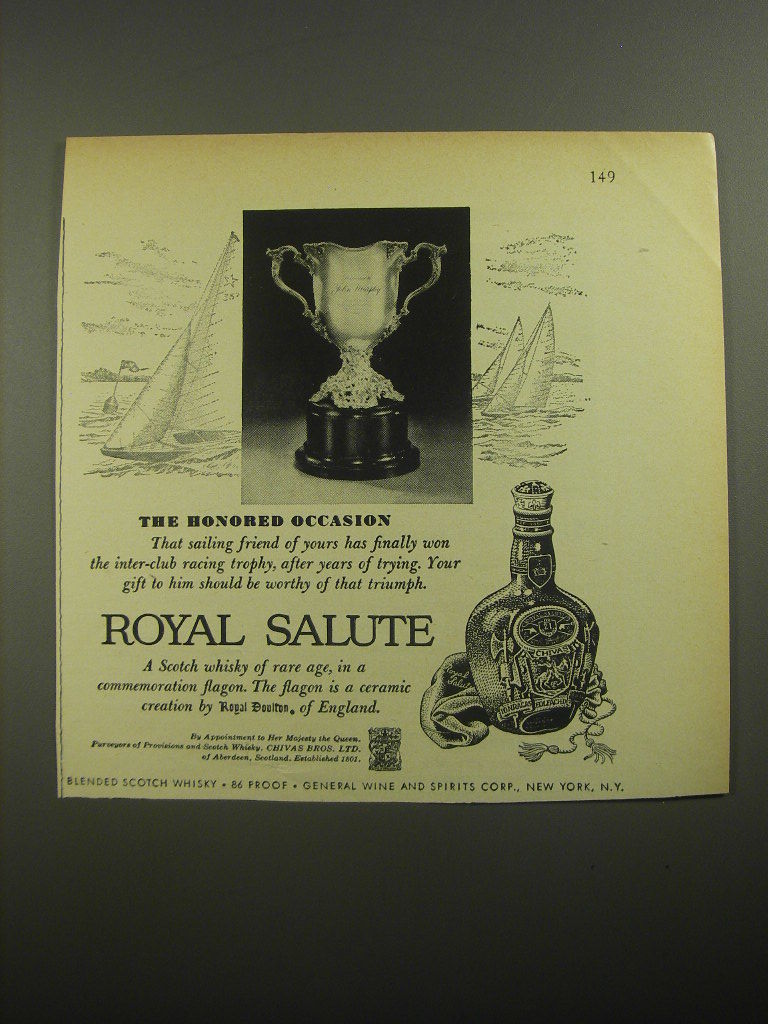 149
John Murphy
THE HONORED OCCASION
That sailing friend of yours has finally won
the inter-club racing trophy, after years of trying. Your
gift to him should be worthy of that triumph.
ROYAL SALUTE
A Scotch whisky of rare age, in a
commemoration flagon. The flagon is a ceramic
creation by Royal Doulton, of England.
CHIVAS
By Appointment to Her Majesty the Queen.
Purveyors of Provisions and Scotch Whisky. CHIVAS BROS. LTD.
of Aberdeen, Scotland. Established 1801.
BLENDED SCOTCH WHISKY • 86 PROOF • GENERAL WINE AND SPIRITS CORP., NEW YORK, N.Y.